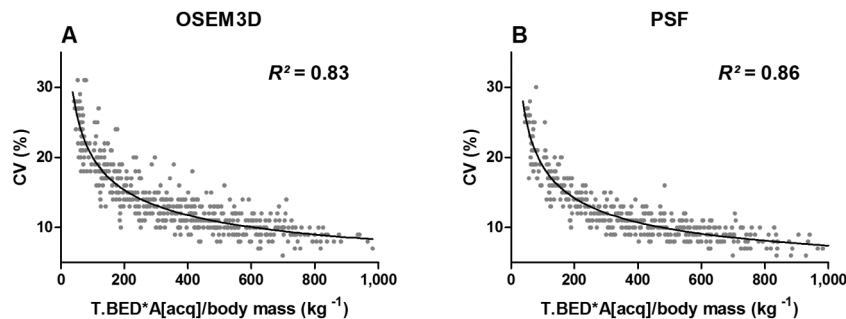 OSEM3D
A
R² = 0.83
CV (%)
30
20
10
0
200
400
600
800
1,000
T.BED*A[acq]/body mass (kg -1)
PSF
B
R² = 0.86
CV (%)
30
20
10
0
200
400
600
800
1,000
T.BED*A[acq]/body mass (kg -1)